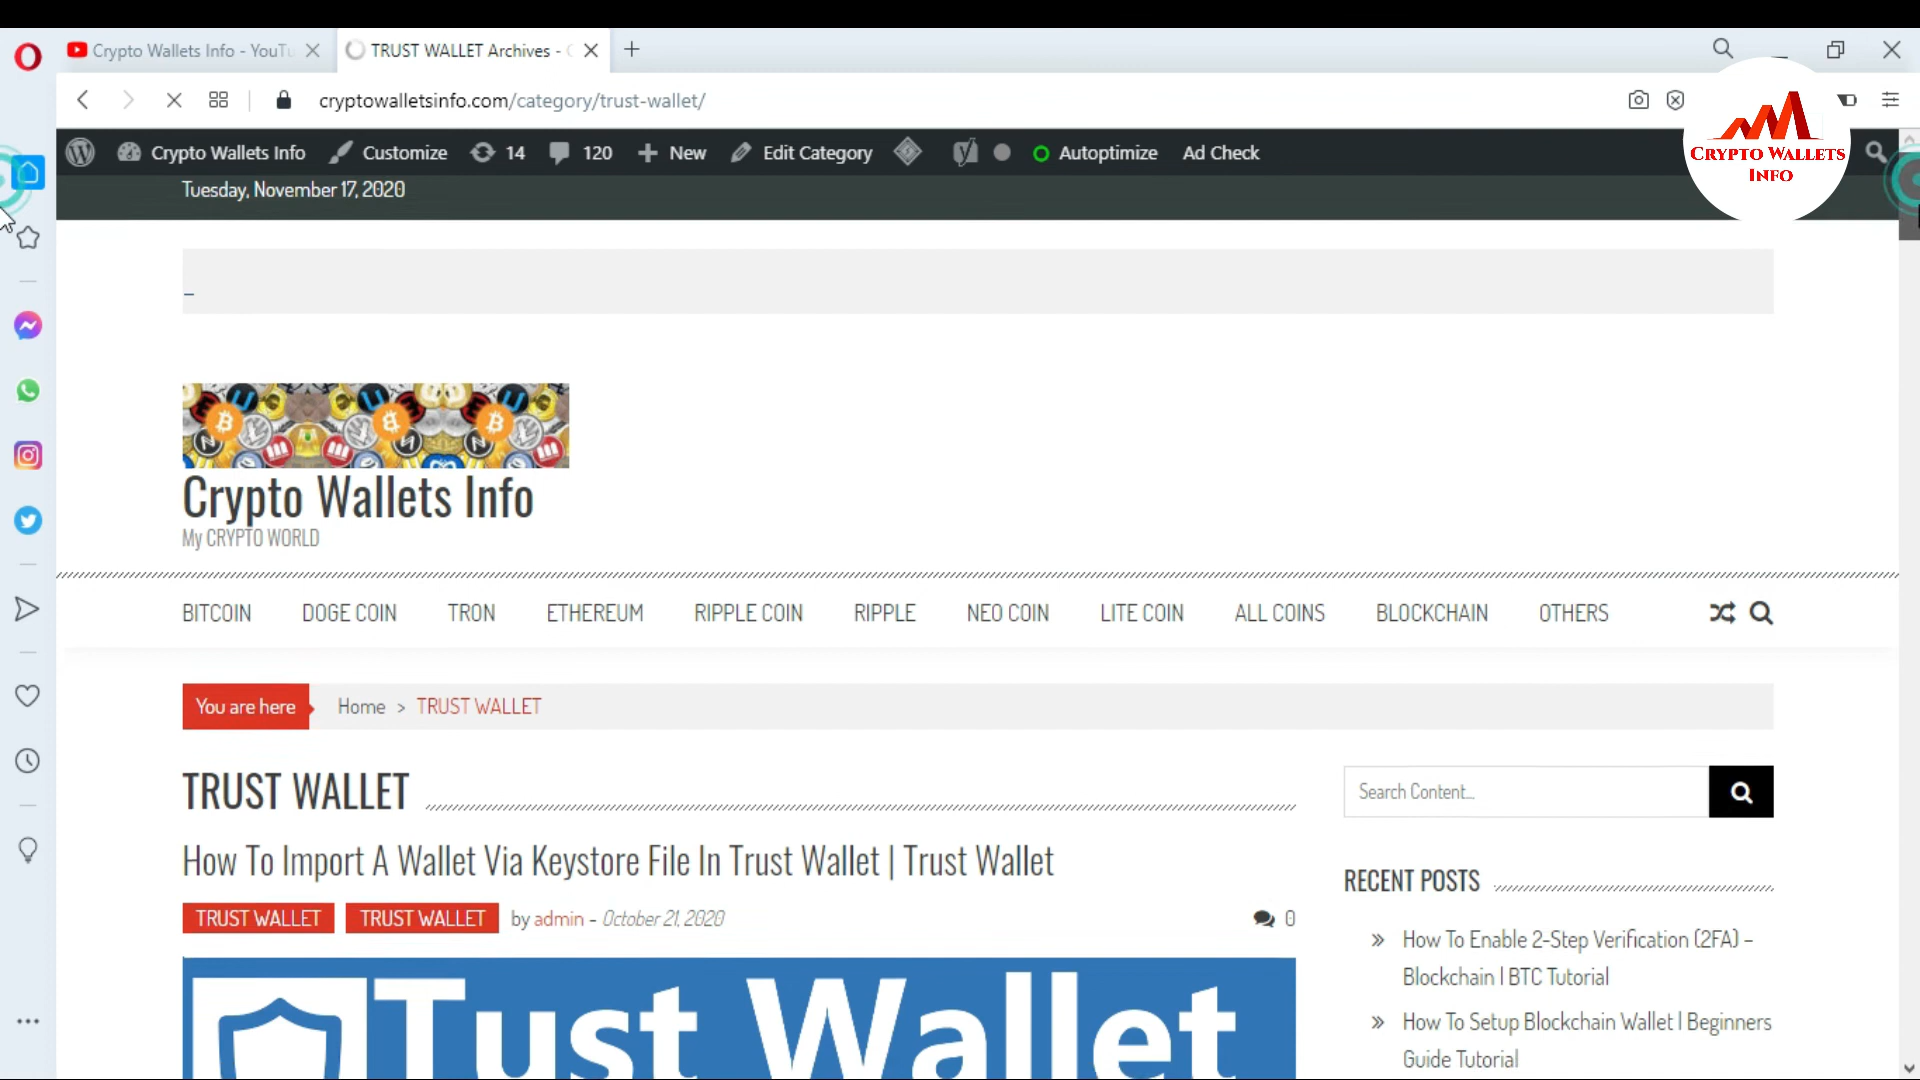 Crypto Wallets Info - YouTu
TRUST WALLET Archives -
cryptowalletsinfo.com/category/trust-wallet/
CRYPTO WALLETS
INFO
Crypto Wallets Info Customize 14 120 New Edit Category Autoptimize Ad Check
Tuesday, November 17, 2020
Crypto Wallets Info
My CRYPTO WORLD
BITCOIN DOGE COIN TRON ETHEREUM RIPPLE COIN RIPPLE NEO COIN LITE COIN ALL COINS BLOCKCHAIN OTHERS
You are here Home > TRUST WALLET
TRUST WALLET
Search Content...
How To Import A Wallet Via Keystore File In Trust Wallet | Trust Wallet
TRUST WALLET TRUST WALLET by admin - October 21, 2020 0
Tust Wallet
RECENT POSTS
» How To Enable 2-Step Verification (2FA) –
Blockchain | BTC Tutorial
» How To Setup Blockchain Wallet | Beginners
Guide Tutorial